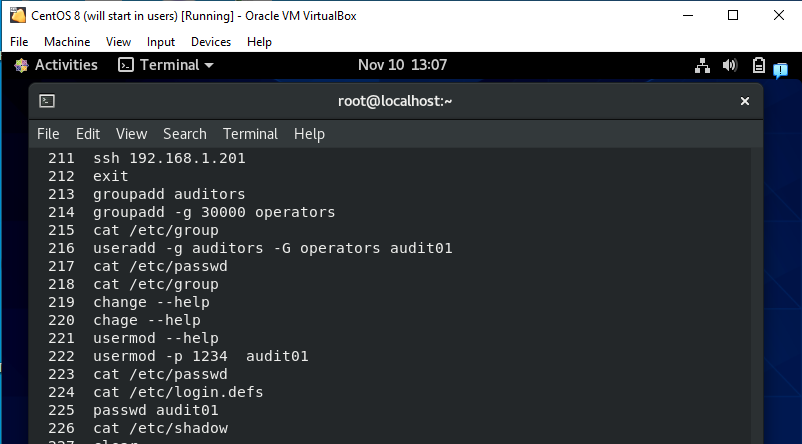 CentOS 8 (will start in users) [Running] - Oracle VM VirtualBox
File Machine View Input Devices Help
Activities Terminal Nov 10 13:07
root@localhost:~
File Edit View Search Terminal Help
211 ssh 192.168.1.201
212 exit
213 groupadd auditors
214 groupadd -g 30000 operators
215 cat /etc/group
216 useradd -g auditors -G operators audit01
217 cat /etc/passwd
218 cat /etc/group
219 change --help
220 chage --help
221 usermod --help
222 usermod -p 1234  audit01
223 cat /etc/passwd
224 cat /etc/login.defs
225 passwd audit01
226 cat /etc/shadow
227 clear